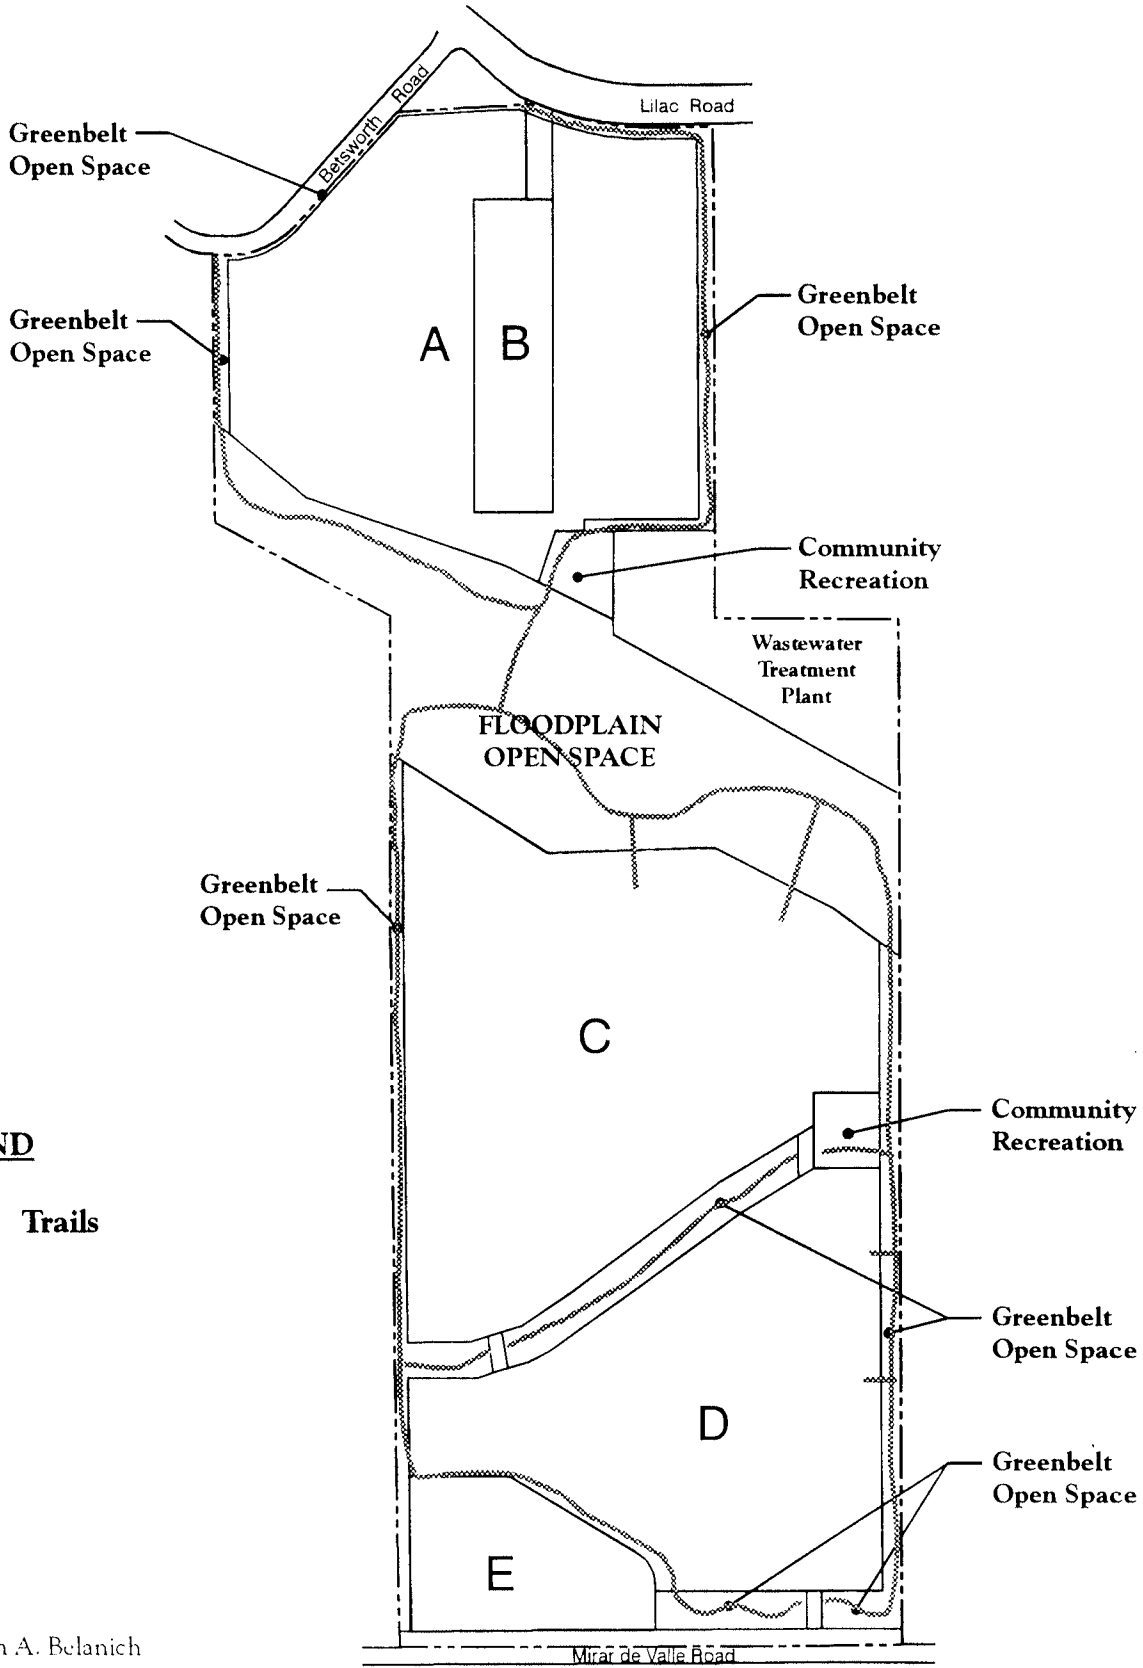 Lilac Road
Betsworth Road
Greenbelt
Open Space
Greenbelt
Open Space
Greenbelt
Open Space
A
B
Community
Recreation
Wastewater
Treatment
Plant
FLOODPLAIN
OPEN SPACE
Greenbelt
Open Space
C
Community
Recreation
ND
Trails
Greenbelt
Open Space
D
Greenbelt
Open Space
E
n A. Belanich
Mirar de Valle Road